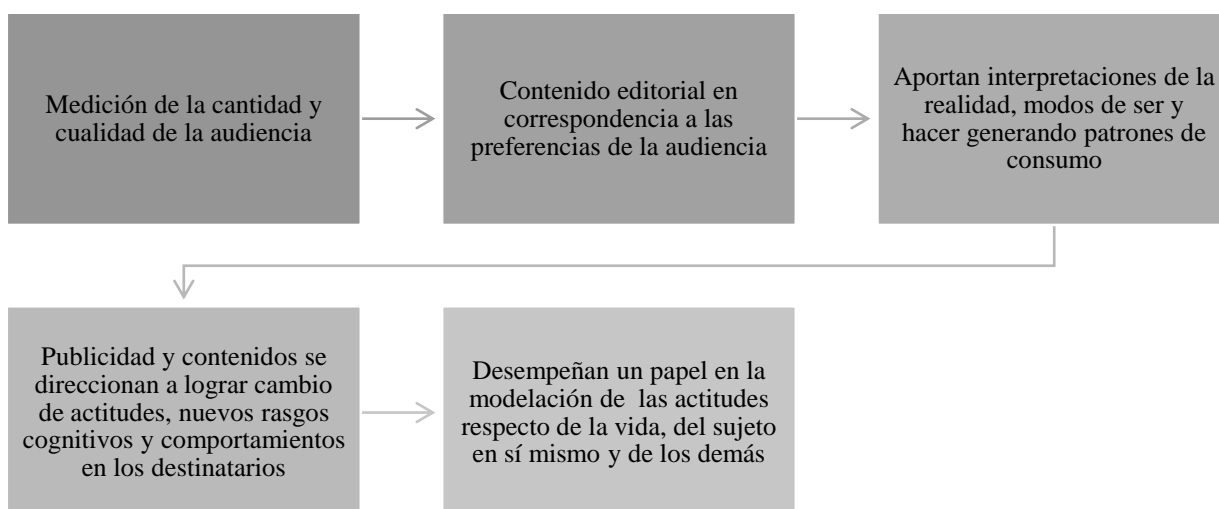 Medición de la cantidad y
cualidad de la audiencia
Contenido editorial en
correspondencia a las
preferencias de la audiencia
Aportan interpretaciones de la
realidad, modos de ser y
hacer generando patrones de
consumo
Publicidad y contenidos se
direccionan a lograr cambio
de actitudes, nuevos rasgos
cognitivos y comportamientos
en los destinatarios
Desempeñan un papel en la
modelación de las actitudes
respecto de la vida, del sujeto
en sí mismo y de los demás